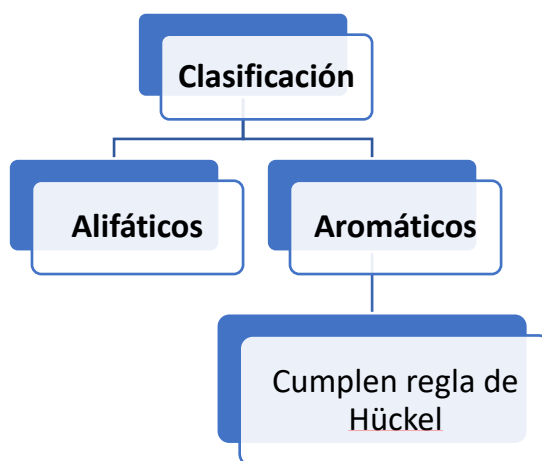 Clasificación
Alifáticos
Aromáticos
Cumplen regla de
Hückel